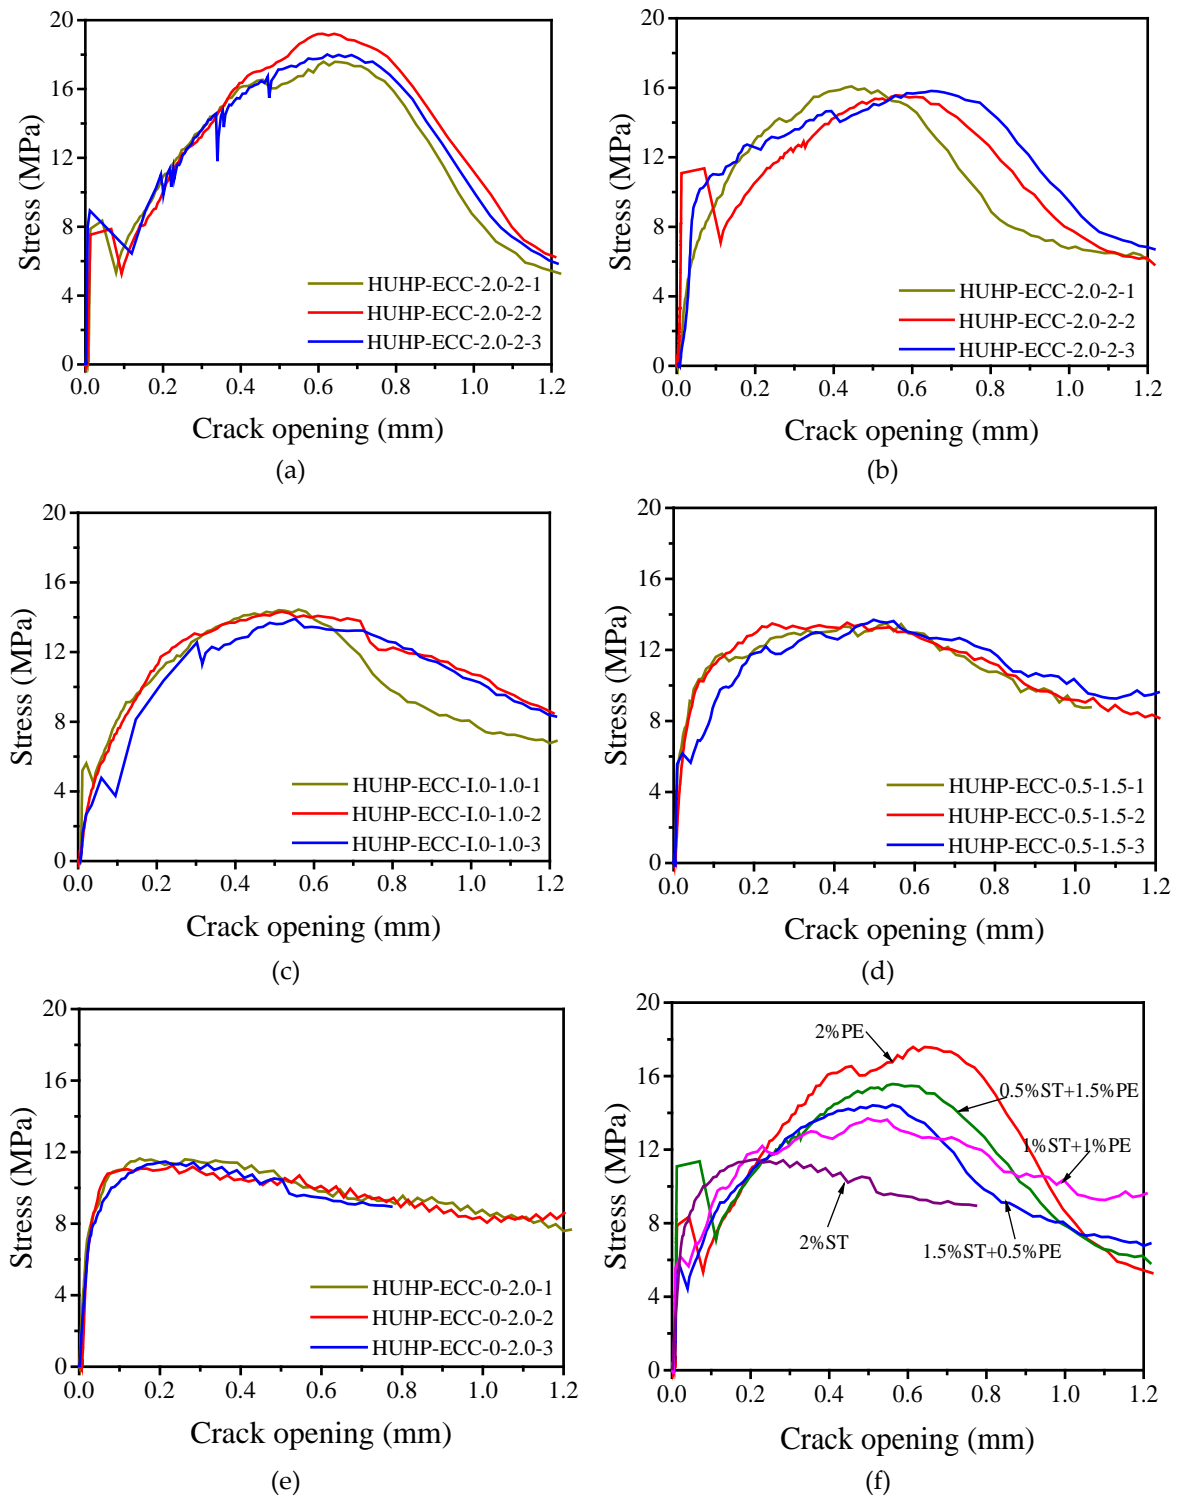 20
16
12
8
4
0
Stress (MPa)
0.0 0.2 0.4 0.6 0.8 1.0 1.2
Crack opening (mm)
HUHP-ECC-2.0-2-1
HUHP-ECC-2.0-2-2
HUHP-ECC-2.0-2-3
(a)
20
16
12
8
4
0
Stress (MPa)
0.0 0.2 0.4 0.6 0.8 1.0 1.2
Crack opening (mm)
HUHP-ECC-2.0-2-1
HUHP-ECC-2.0-2-2
HUHP-ECC-2.0-2-3
(b)
20
16
12
8
4
0
Stress (MPa)
0.0 0.2 0.4 0.6 0.8 1.0 1.2
Crack opening (mm)
HUHP-ECC-I.0-1.0-1
HUHP-ECC-I.0-1.0-2
HUHP-ECC-I.0-1.0-3
(c)
20
16
12
8
4
0
Stress (MPa)
0.0 0.2 0.4 0.6 0.8 1.0 1.2
Crack opening (mm)
HUHP-ECC-0.5-1.5-1
HUHP-ECC-0.5-1.5-2
HUHP-ECC-0.5-1.5-3
(d)
20
16
12
8
4
0
Stress (MPa)
0.0 0.2 0.4 0.6 0.8 1.0 1.2
Crack opening (mm)
HUHP-ECC-0-2.0-1
HUHP-ECC-0-2.0-2
HUHP-ECC-0-2.0-3
(e)
20
16
12
8
4
0
Stress (MPa)
0.0 0.2 0.4 0.6 0.8 1.0 1.2
Crack opening (mm)
2%PE
0.5%ST+1.5%PE
1%ST+1%PE
2%ST
1.5%ST+0.5%PE
(f)